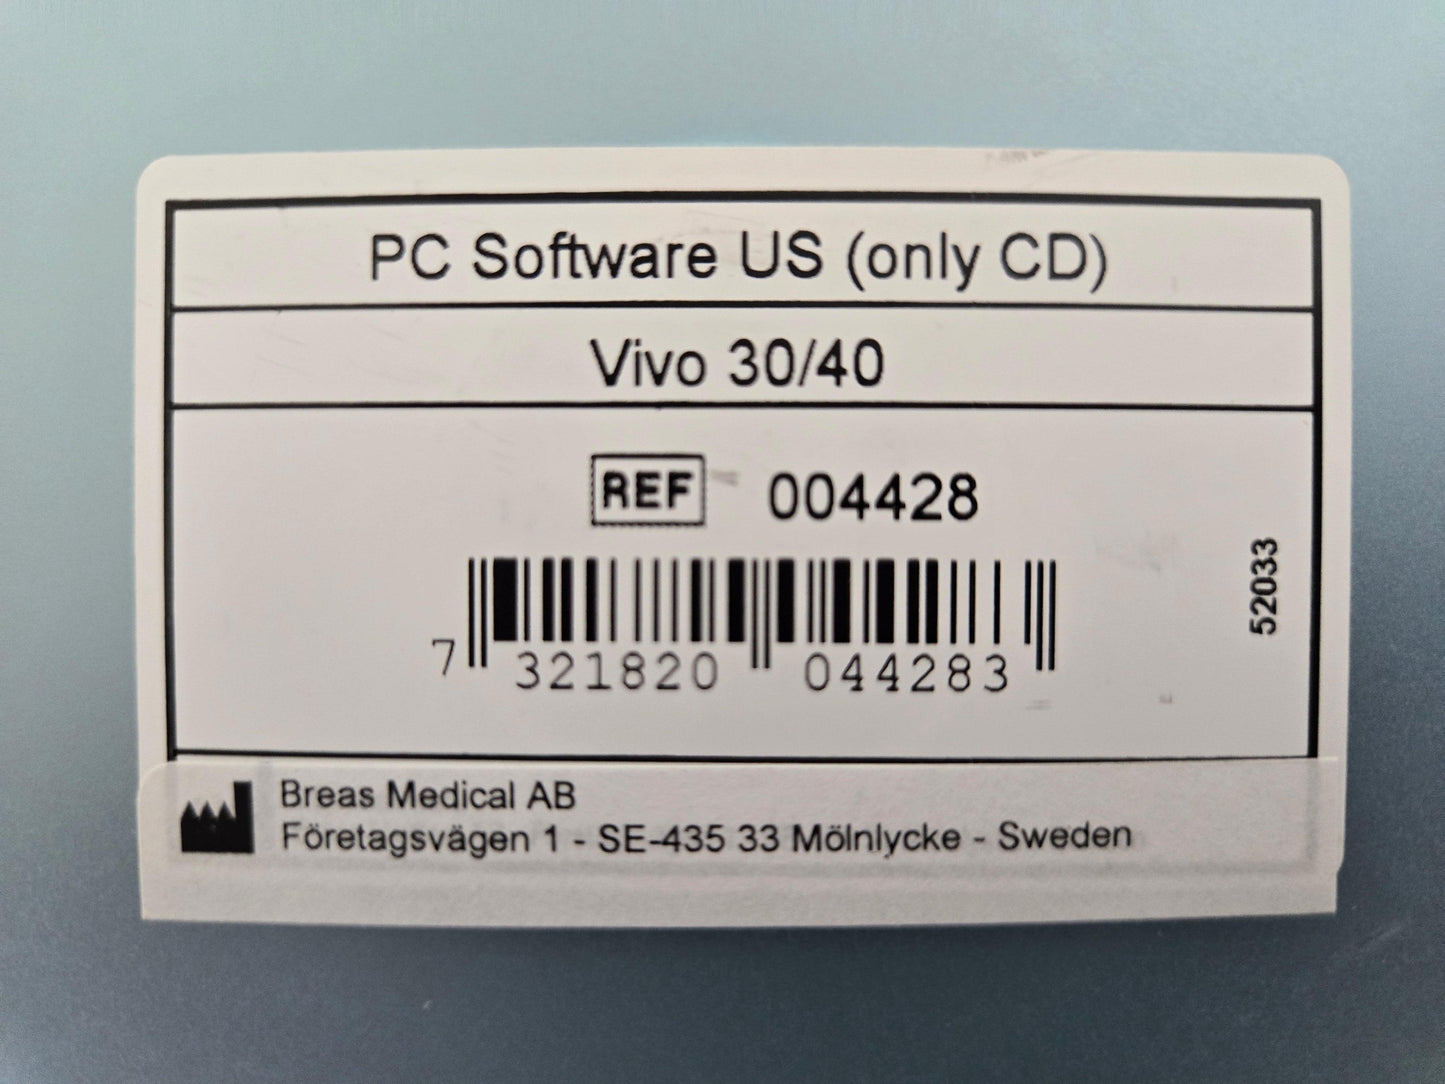 PC Software US (only CD)
Vivo 30/40
REF 004428
7 321820 044283
52033
Breas Medical AB
Företagsvägen 1 - SE-435 33 Mölnlycke - Sweden